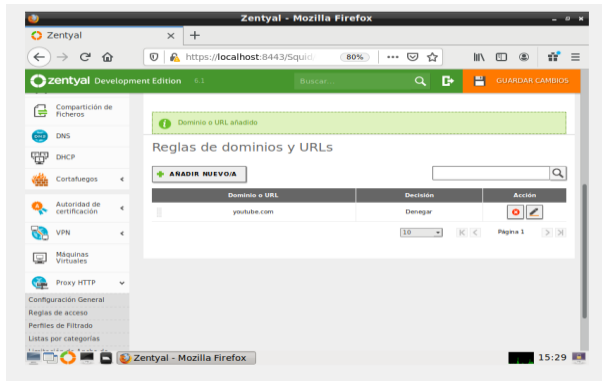 Zentyal - Mozilla Firefox
Zentyal
https://localhost:8443/Squid
80%
zentyal Development Edition 6.1
Buscar...
GUARDAR CAMBIOS
Compartición de
Ficheros
DNS
DHCP
Cortafuegos
Autoridad de
certificación
VPN
Máquinas
Virtuales
Proxy HTTP
Configuración General
Reglas de acceso
Perfiles de Filtrado
Listas por categorías
Dominio o URL añadido
Reglas de dominios y URLs
AÑADIR NUEVO/A
Dominio o URL Decisión Acción
youtube.com Denegar
10 Página 1
Zentyal - Mozilla Firefox
15:29